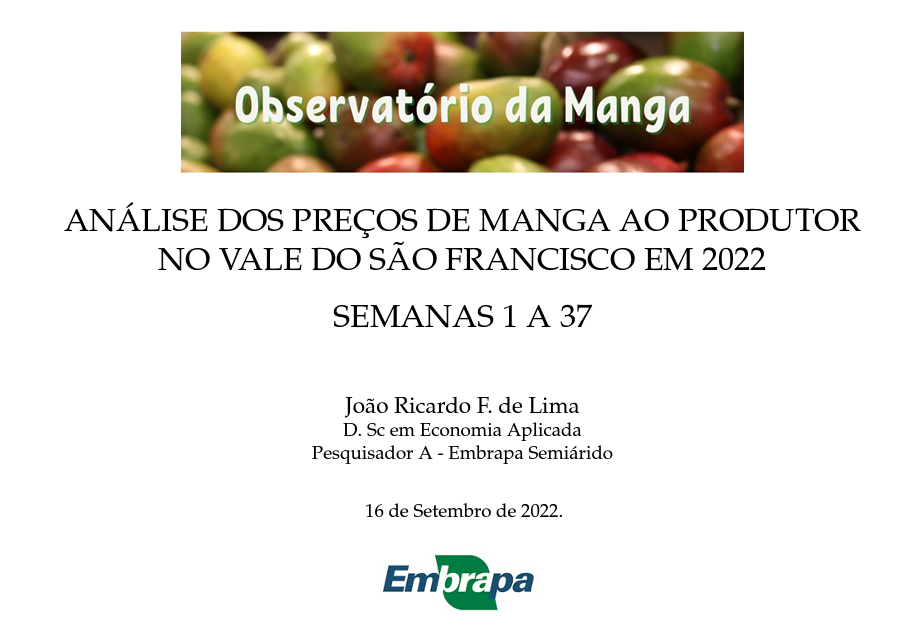 Observatório da Manga
ANÁLISE DOS PREÇOS DE MANGA AO PRODUTOR
NO VALE DO SÃO FRANCISCO EM 2022
SEMANAS 1 A 37
João Ricardo F. de Lima
D. Sc em Economia Aplicada
Pesquisador A - Embrapa Semiárido
16 de Setembro de 2022.
Embrapa